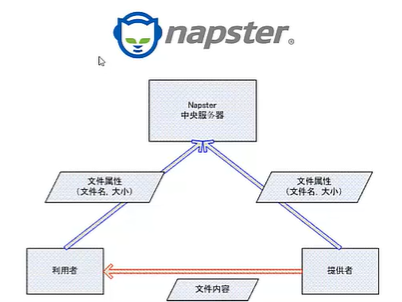 napster®
Napster
中央服务器
文件属性
（文件名, 大小）
文件属性
（文件名, 大小）
利用者
提供者
文件内容